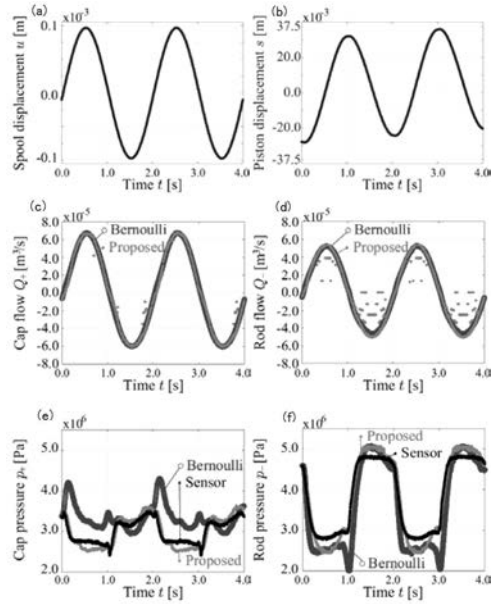 (a)
x10⁻³
0.1
0.0
-0.1
Spool displacement u [m]
0.0 1.0 2.0 3.0 4.0
Time t [s]
(b)
x10⁻³
37.5
20.0
0.0
-20.0
-37.5
Piston displacement s [m]
0.0 1.0 2.0 3.0 4.0
Time t [s]
(c)
x10⁻⁵
8.0
6.0
4.0
2.0
0.0
-2.0
-4.0
-6.0
-8.0
Cap flow Q₊ [m³/s]
Bernoulli
Proposed
0.0 1.0 2.0 3.0 4.0
Time t [s]
(d)
x10⁻⁵
8.0
6.0
4.0
2.0
0.0
-2.0
-4.0
-6.0
-8.0
Rod flow Q₋ [m³/s]
Bernoulli
Proposed
0.0 1.0 2.0 3.0 4.0
Time t [s]
(e)
x10⁶
5.0
4.0
3.0
2.0
Cap pressure p₊ [Pa]
Bernoulli
Sensor
Proposed
0.0 1.0 2.0 3.0 4.0
Time t [s]
(f)
x10⁶
5.0
4.0
3.0
2.0
Rod pressure p₋ [Pa]
Proposed
Sensor
Bernoulli
0.0 1.0 2.0 3.0 4.0
Time t [s]